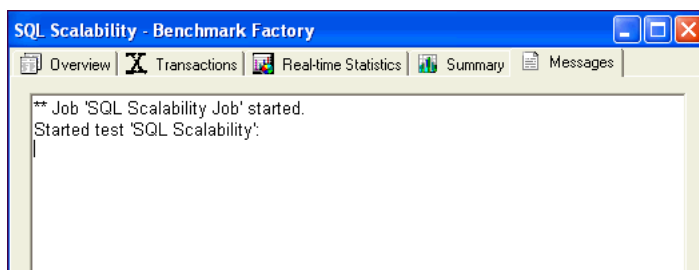 SQL Scalability - Benchmark Factory
Overview Transactions Real-time Statistics Summary Messages
** Job 'SQL Scalability Job' started.
Started test 'SQL Scalability':